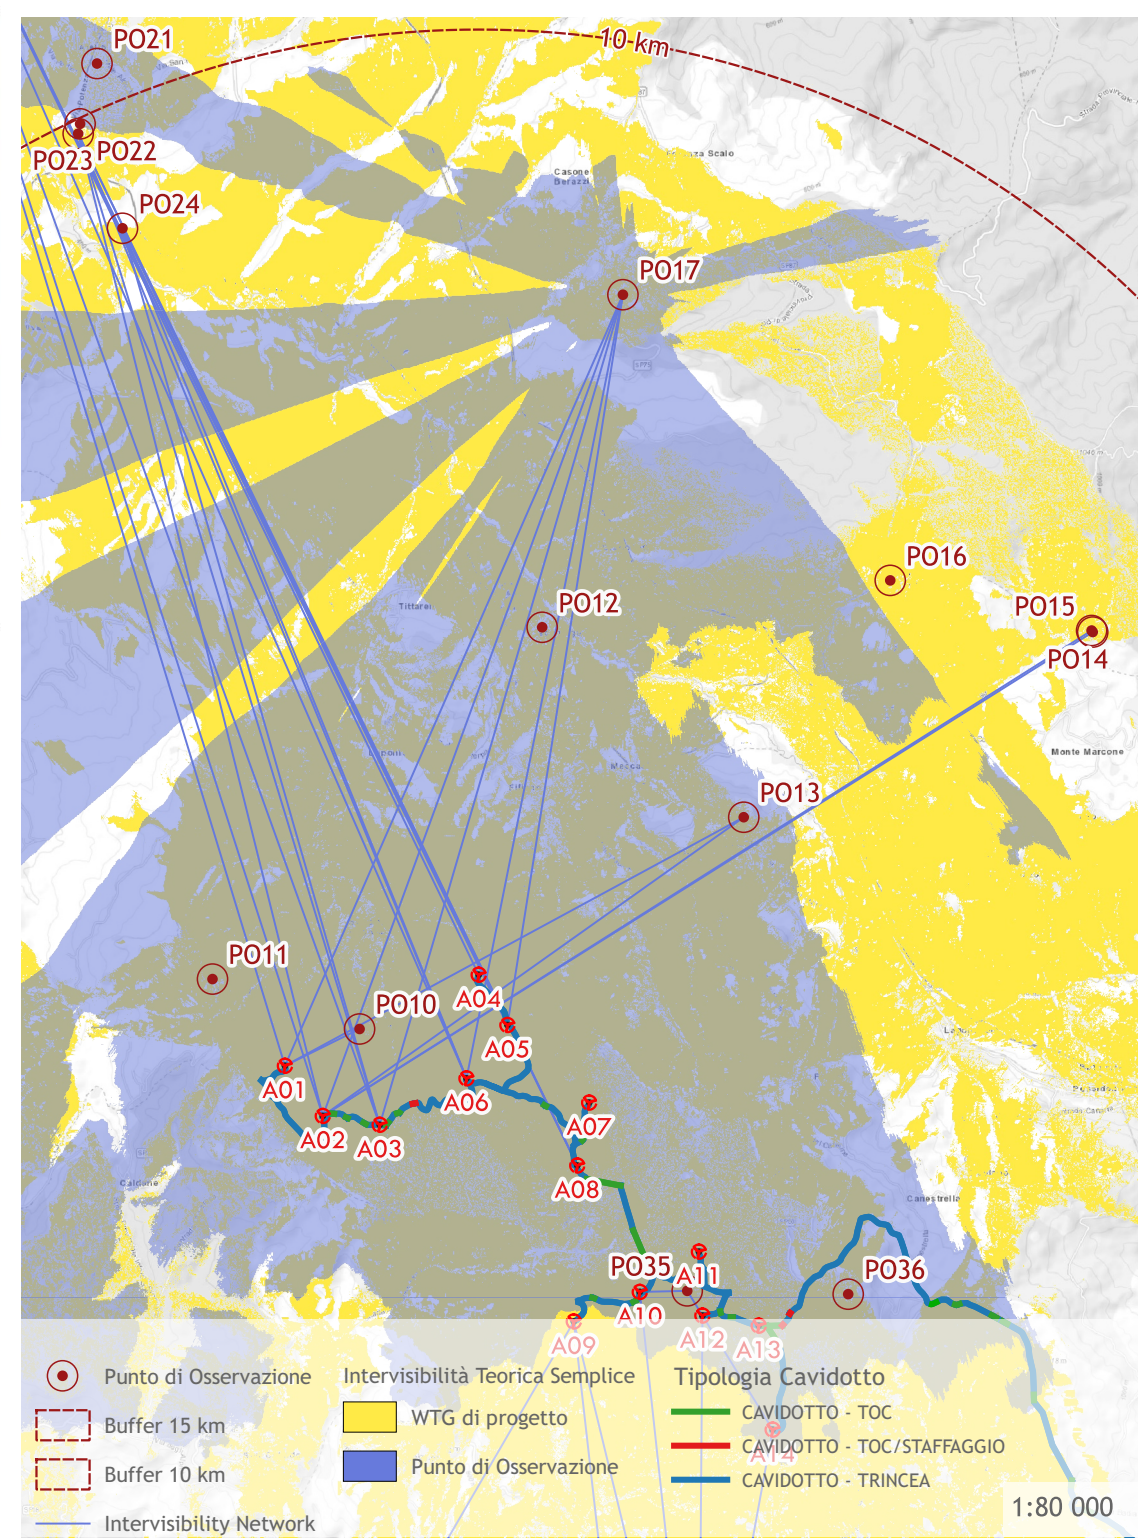 PO21
10 km
PO22
PO23
Casone
PO24
PO17
PO16
PO12
PO15
PO14
Tittarel
Monte Marcone
PO13
PO11
PO10
A04
A05
A01
A06
A02
A03
A07
A08
Canestrella
PO35
A11
PO36
A10
A12
A09
A13
Punto di Osservazione
Buffer 15 km
Buffer 10 km
Intervisibility Network
Intervisibilità Teorica Semplice
WTG di progetto
Punto di Osservazione
Tipologia Cavidotto
CAVIDOTTO - TOC
CAVIDOTTO - TOC/STAFFAGGIO
A14
CAVIDOTTO - TRINCEA
1:80 000